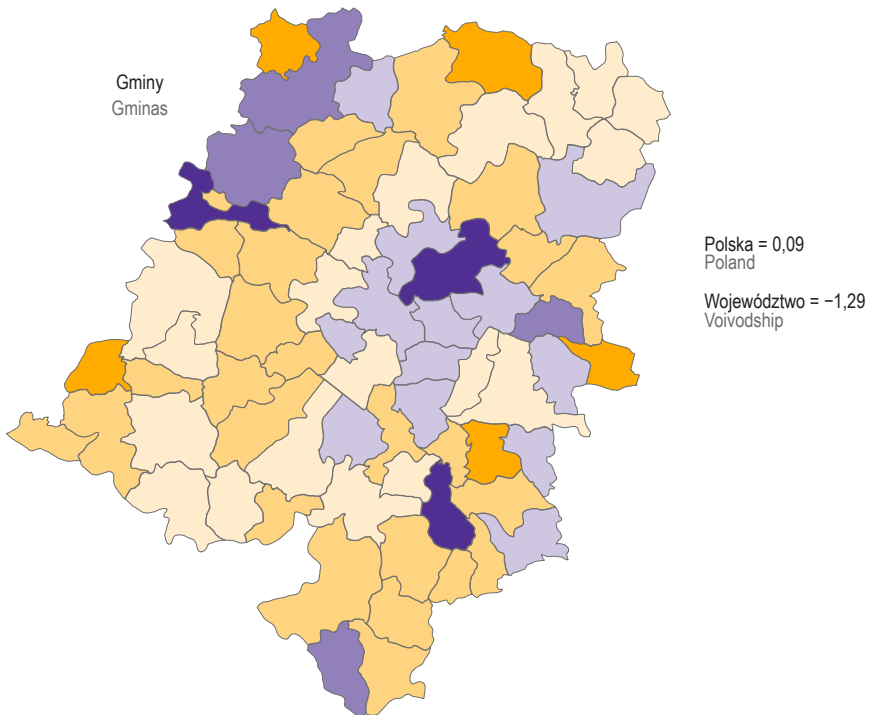 Gminy
Gminas
Polska = 0,09
Poland
Województwo = −1,29
Voivodship